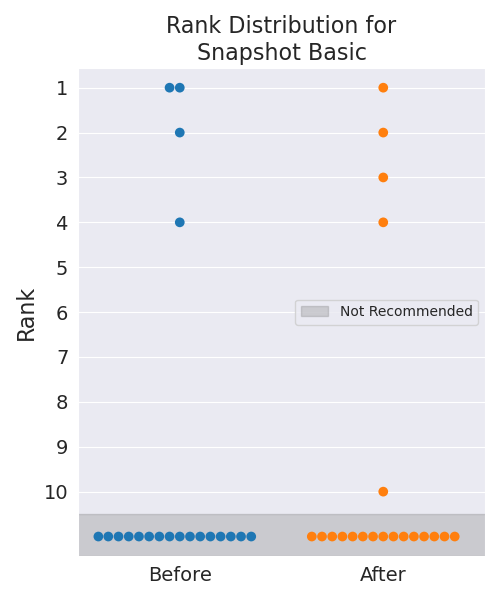 Rank Distribution for
Snapshot Basic
Rank
1
2
3
4
5
6
7
8
9
10
Not Recommended
Before
After